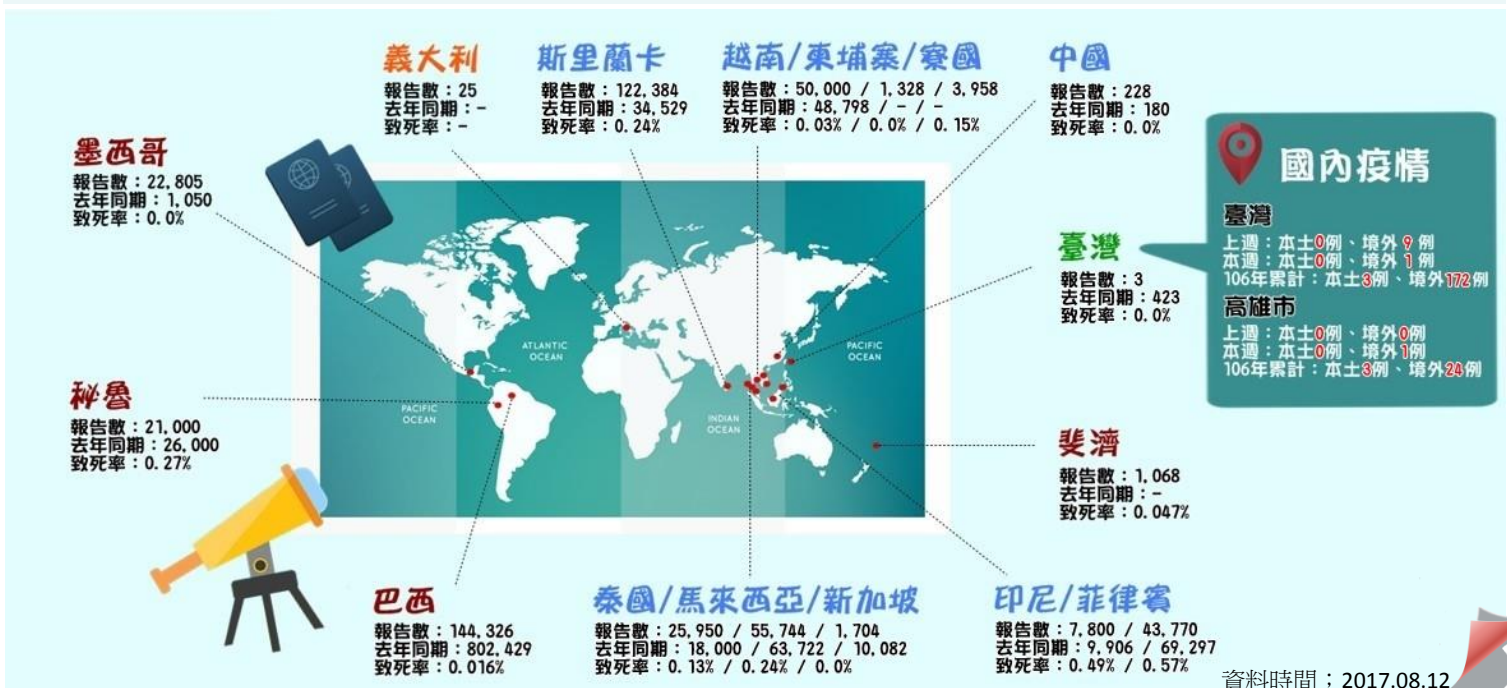 義大利
報告數：25
去年同期：-
致死率：-
斯里蘭卡
報告數：122,384
去年同期：34,529
致死率：0.24%
越南/柬埔寨/寮國
報告數：50,000 / 1,328 / 3,958
去年同期：48,798 / - / -
致死率：0.03% / 0.0% / 0.15%
中國
報告數：228
去年同期：180
致死率：0.0%
墨西哥
報告數：22,805
去年同期：1,050
致死率：0.0%
國內疫情
臺灣
上週：本土0例、境外 9 例
本週：本土0例、境外 1 例
106年累計：本土3例、境外172例
高雄市
上週：本土0例、境外0例
本週：本土0例、境外1例
106年累計：本土3例、境外24例
臺灣
報告數：3
去年同期：423
致死率：0.0%
ATLANTIC
OCEAN
PACIFIC
OCEAN
PACIFIC
OCEAN
INDIAN
OCEAN
秘魯
報告數：21,000
去年同期：26,000
致死率：0.27%
斐濟
報告數：1,068
去年同期：-
致死率：0.047%
巴西
報告數：144,326
去年同期：802,429
致死率：0.016%
泰國/馬來西亞/新加坡
報告數：25,950 / 55,744 / 1,704
去年同期：18,000 / 63,722 / 10,082
致死率：0.13% / 0.24% / 0.0%
印尼/菲律賓
報告數：7,800 / 43,770
去年同期：9,906 / 69,297
致死率：0.49% / 0.57%
資料時間；2017.08.12